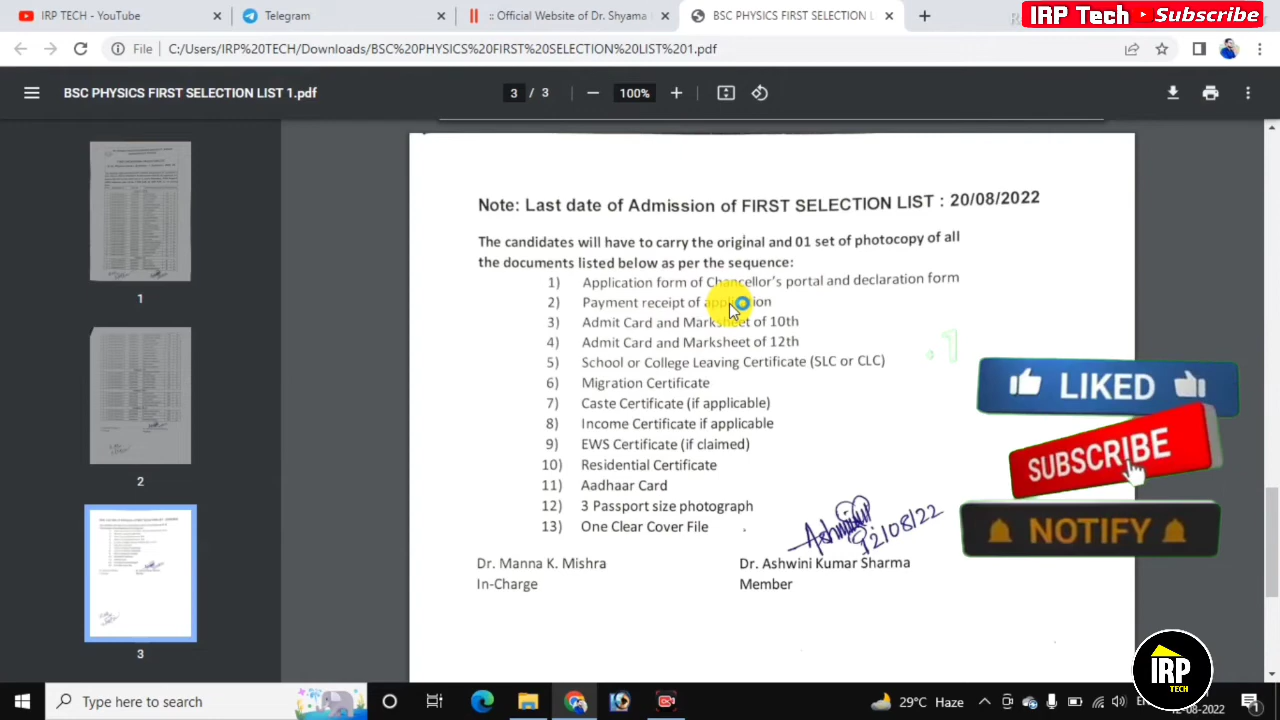 IRP TECH - YouTube
Telegram
:: Official Website of Dr. Shyama
BSC PHYSICS FIRST SELECTION LI
IRP Tech Subscribe
File C:/Users/IRP%20TECH/Downloads/BSC%20PHYSICS%20FIRST%20SELECTION%20LIST%201.pdf
BSC PHYSICS FIRST SELECTION LIST 1.pdf
3 / 3
100%
1
2
3
Note: Last date of Admission of FIRST SELECTION LIST : 20/08/2022
The candidates will have to carry the original and 01 set of photocopy of all
the documents listed below as per the sequence:
1) Application form of Chancellor's portal and declaration form
2) Payment receipt of application
3) Admit Card and Marksheet of 10th
4) Admit Card and Marksheet of 12th
5) School or College Leaving Certificate (SLC or CLC)
6) Migration Certificate
7) Caste Certificate (if applicable)
8) Income Certificate if applicable
9) EWS Certificate (if claimed)
10) Residential Certificate
11) Aadhaar Card
12) 3 Passport size photograph
13) One Clear Cover File
Dr. Manna K. Mishra
In-Charge
Dr. Ashwini Kumar Sharma
Member
.1
LIKED
SUBSCRIBE
NOTIFY
IRP
TECH
Type here to search
29°C Haze
12-08-2022
1